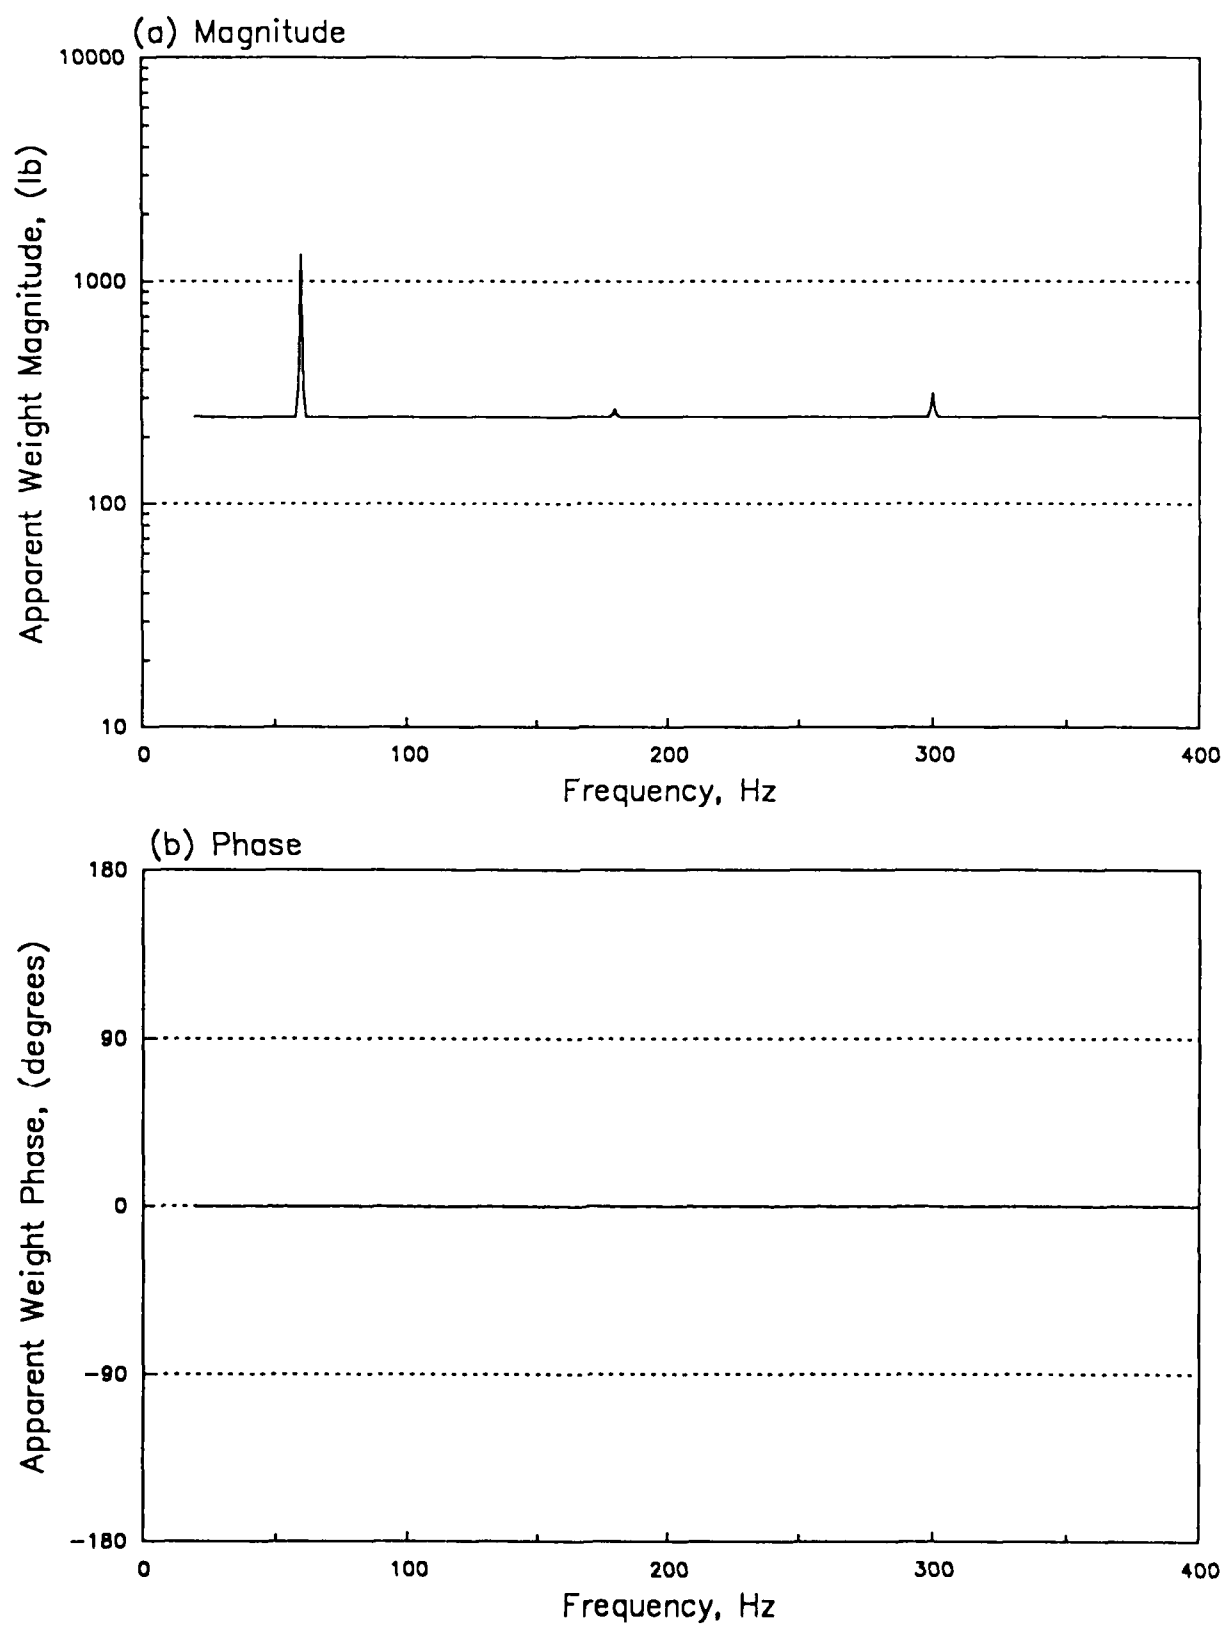 (a) Magnitude
10000
1000
100
10
Apparent Weight Magnitude, (lb)
0 100 200 300 400
Frequency, Hz
(b) Phase
180
90
0
-90
-180
Apparent Weight Phase, (degrees)
0 100 200 300 400
Frequency, Hz